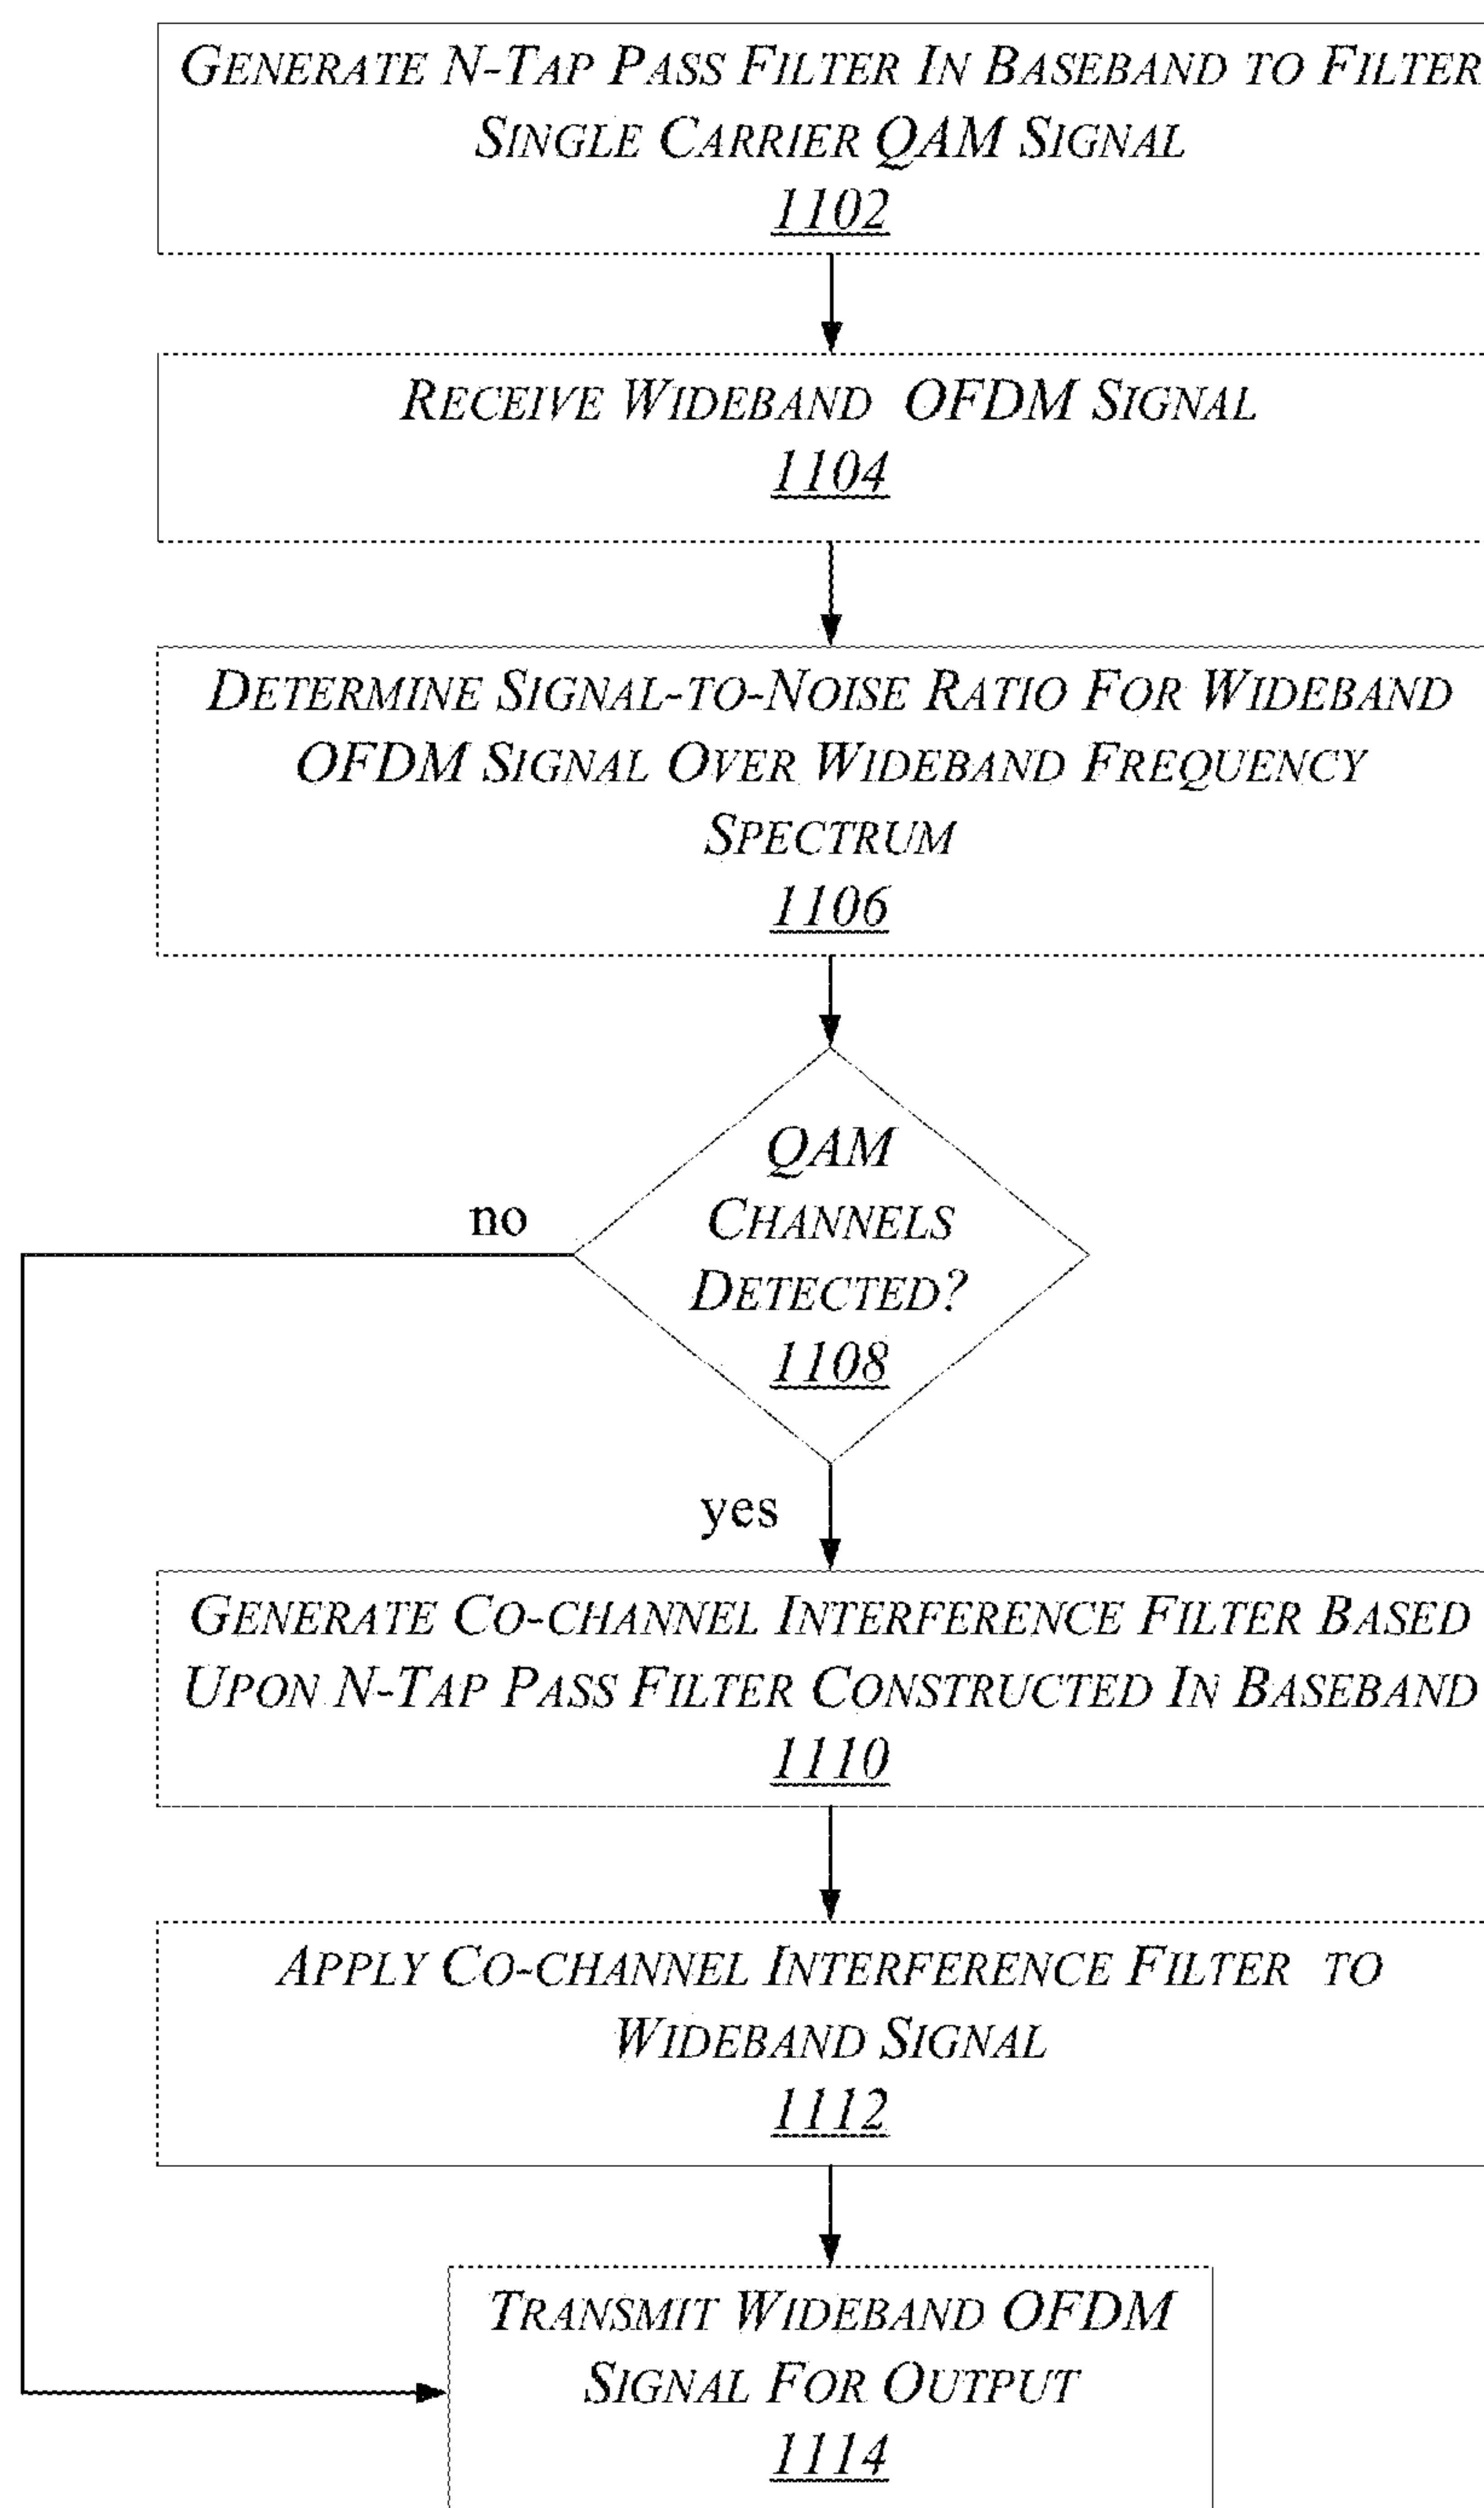 GENERATE N-TAP PASS FILTER IN BASEBAND TO FILTER
SINGLE CARRIER QAM SIGNAL
1102
RECEIVE WIDEBAND OFDM SIGNAL
1104
DETERMINE SIGNAL-TO-NOISE RATIO FOR WIDEBAND
OFDM SIGNAL OVER WIDEBAND FREQUENCY
SPECTRUM
1106
QAM
CHANNELS
DETECTED?
1108
no
yes
GENERATE CO-CHANNEL INTERFERENCE FILTER BASED
UPON N-TAP PASS FILTER CONSTRUCTED IN BASEBAND
1110
APPLY CO-CHANNEL INTERFERENCE FILTER TO
WIDEBAND SIGNAL
1112
TRANSMIT WIDEBAND OFDM
SIGNAL FOR OUTPUT
1114